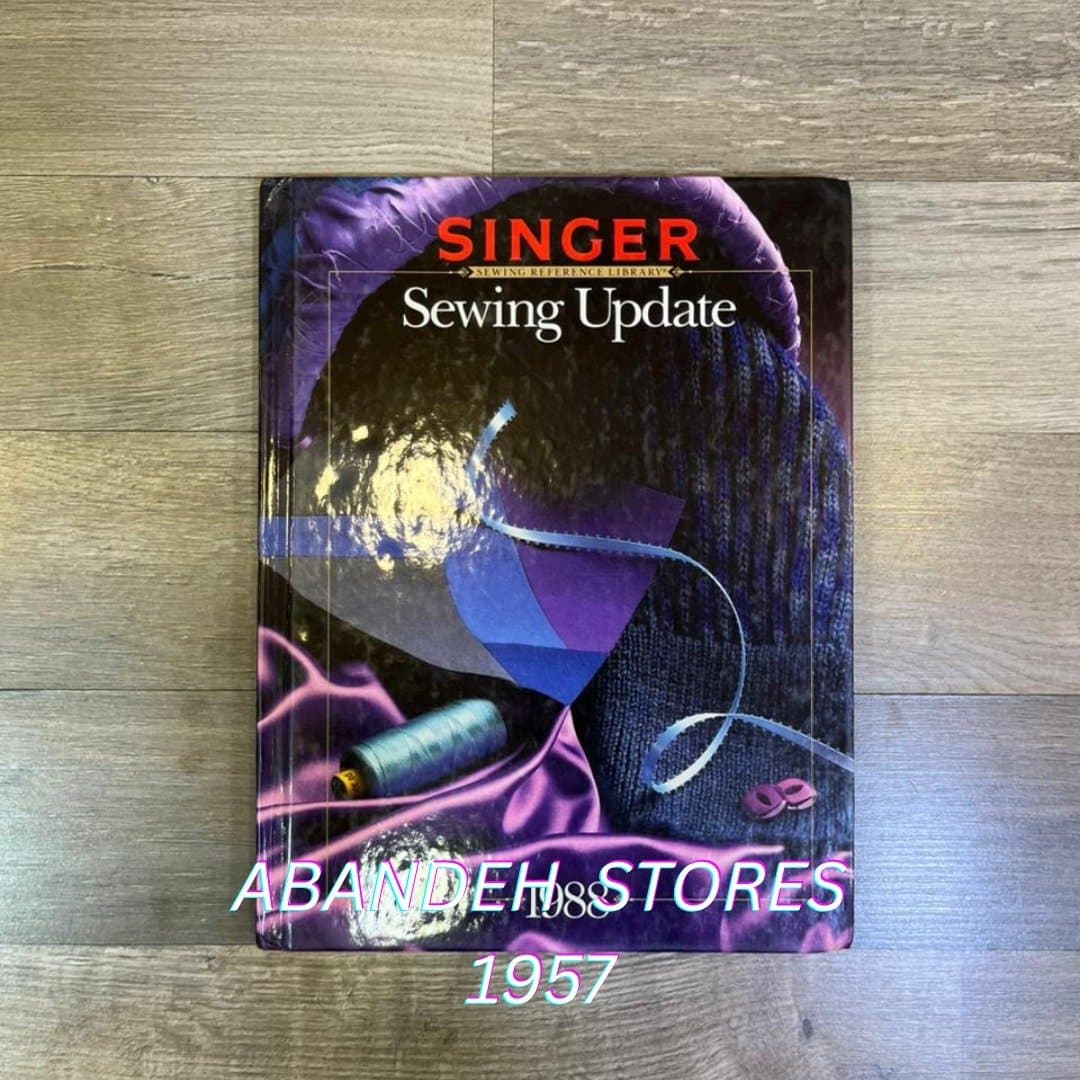 SINGER
SEWING REFERENCE LIBRARY®
Sewing Update
ABANDEH STORES
1988
1957